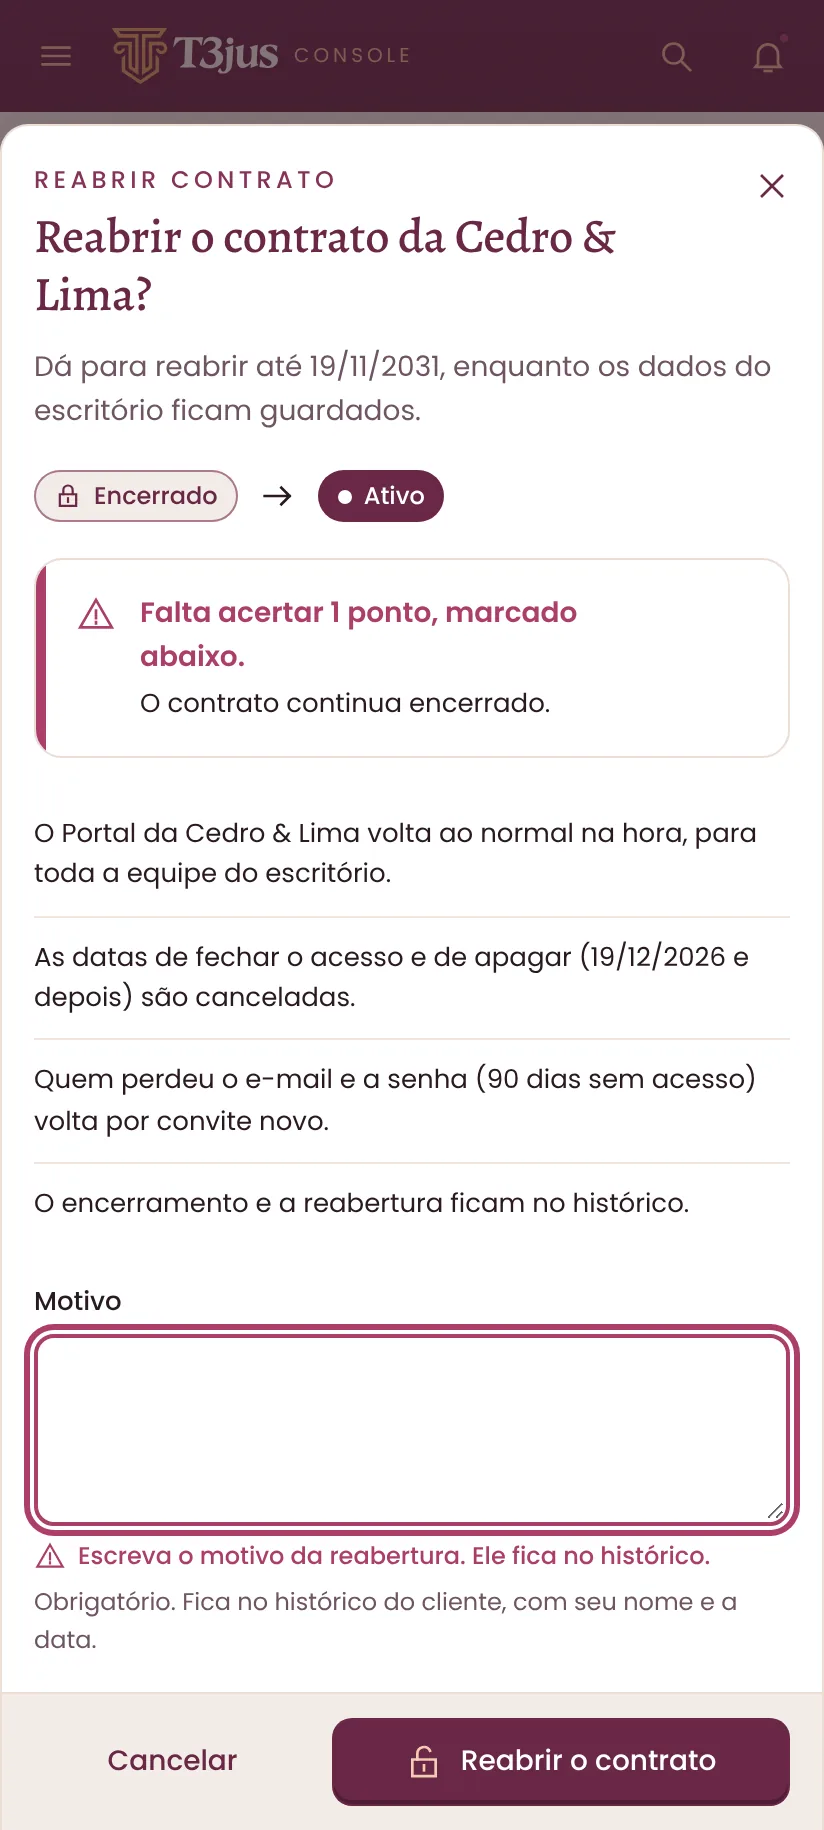 T3jus CONSOLE
REABRIR CONTRATO
Reabrir o contrato da Cedro &
Lima?
Dá para reabrir até 19/11/2031, enquanto os dados do
escritório ficam guardados.
Encerrado → Ativo
Falta acertar 1 ponto, marcado
abaixo.
O contrato continua encerrado.
O Portal da Cedro & Lima volta ao normal na hora, para
toda a equipe do escritório.
As datas de fechar o acesso e de apagar (19/12/2026 e
depois) são canceladas.
Quem perdeu o e-mail e a senha (90 dias sem acesso)
volta por convite novo.
O encerramento e a reabertura ficam no histórico.
Motivo
Escreva o motivo da reabertura. Ele fica no histórico.
Obrigatório. Fica no histórico do cliente, com seu nome e a
data.
Cancelar
Reabrir o contrato